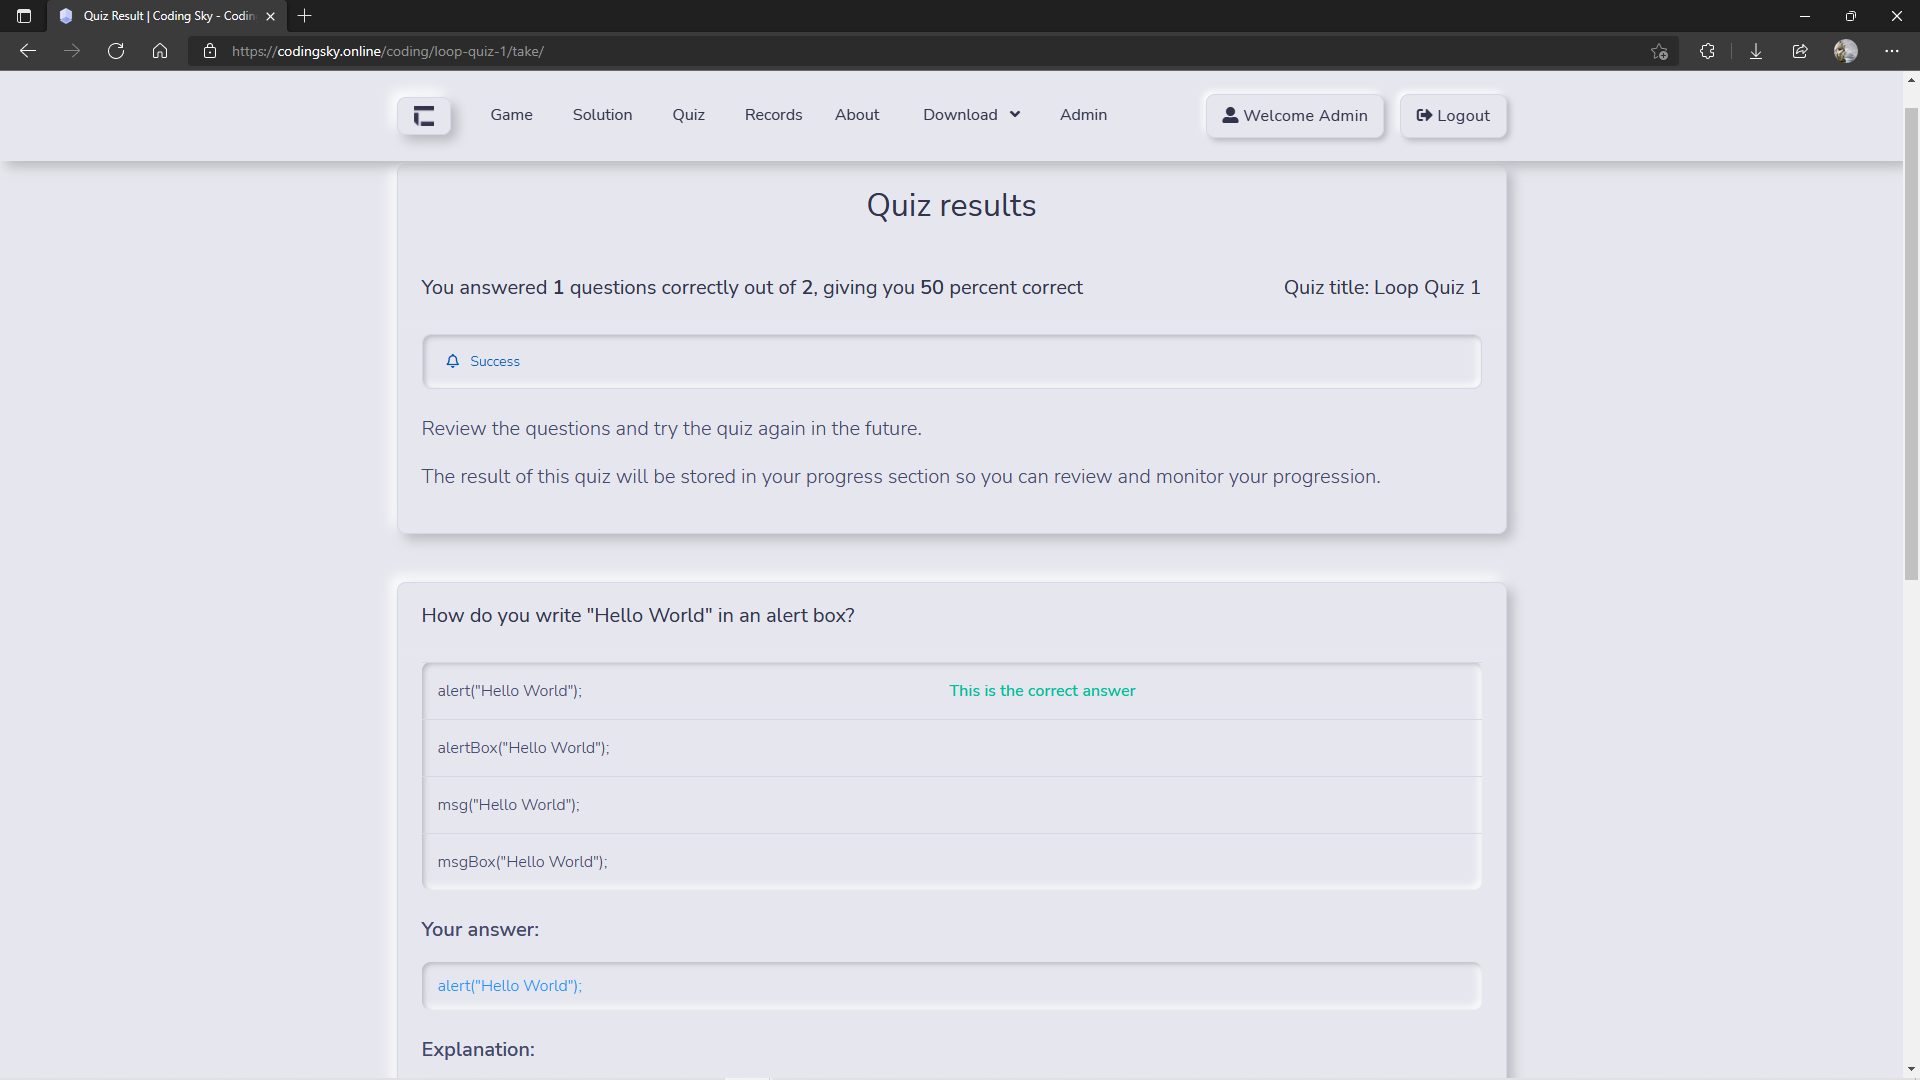 Quiz Result | Coding Sky - Codin
https://codingsky.online/coding/loop-quiz-1/take/
Game Solution Quiz Records About Download Admin Welcome Admin Logout
Quiz results
You answered 1 questions correctly out of 2, giving you 50 percent correct
Quiz title: Loop Quiz 1
Success
Review the questions and try the quiz again in the future.
The result of this quiz will be stored in your progress section so you can review and monitor your progression.
How do you write "Hello World" in an alert box?
alert("Hello World"); This is the correct answer
alertBox("Hello World");
msg("Hello World");
msgBox("Hello World");
Your answer:
alert("Hello World");
Explanation: